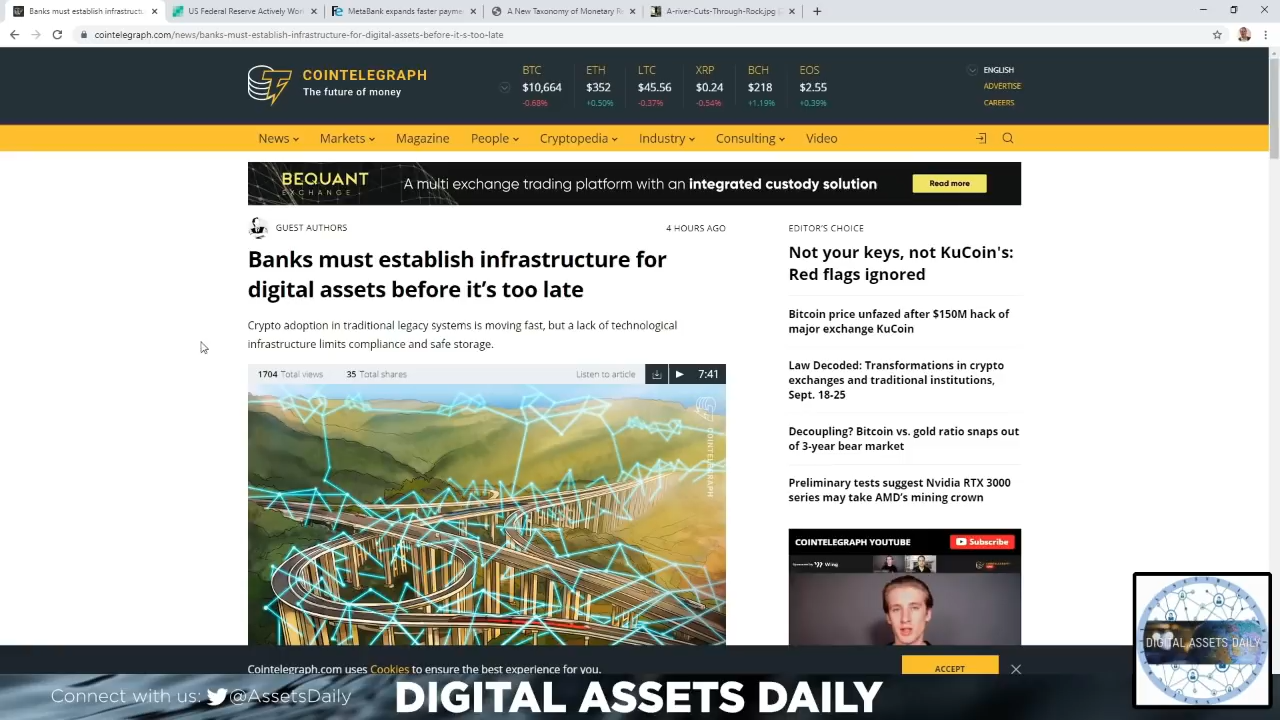 Banks must establish infrastruct
US Federal Reserve Actively Worl
MetaBank expands faster payme
A New Taxonomy of Monetary R
A-river-Cuts-Through-Rock.jpg (
cointelegraph.com/news/banks-must-establish-infrastructure-for-digital-assets-before-it-s-too-late
COINTELEGRAPH
The future of money
BTC
$10,664
-0.68%
ETH
$352
+0.50%
LTC
$45.56
-0.37%
XRP
$0.24
-0.54%
BCH
$218
+1.19%
EOS
$2.55
+0.39%
ENGLISH
ADVERTISE
CAREERS
News
Markets
Magazine
People
Cryptopedia
Industry
Consulting
Video
BEQUANT
EXCHANGE
A multi exchange trading platform with an integrated custody solution
Read more
GUEST AUTHORS
4 HOURS AGO
Banks must establish infrastructure for
digital assets before it's too late
Crypto adoption in traditional legacy systems is moving fast, but a lack of technological
infrastructure limits compliance and safe storage.
1704 Total views
35 Total shares
Listen to article
7:41
COINTELEGRAPH
EDITOR'S CHOICE
Not your keys, not KuCoin's:
Red flags ignored
Bitcoin price unfazed after $150M hack of
major exchange KuCoin
Law Decoded: Transformations in crypto
exchanges and traditional institutions,
Sept. 18-25
Decoupling? Bitcoin vs. gold ratio snaps out
of 3-year bear market
Preliminary tests suggest Nvidia RTX 3000
series may take AMD's mining crown
COINTELEGRAPH YOUTUBE
Subscribe
Wing
Cointelegraph.com uses Cookies to ensure the best experience for you.
ACCEPT
DIGITAL ASSETS DAILY
Connect with us: @AssetsDaily
DIGITAL ASSETS DAILY